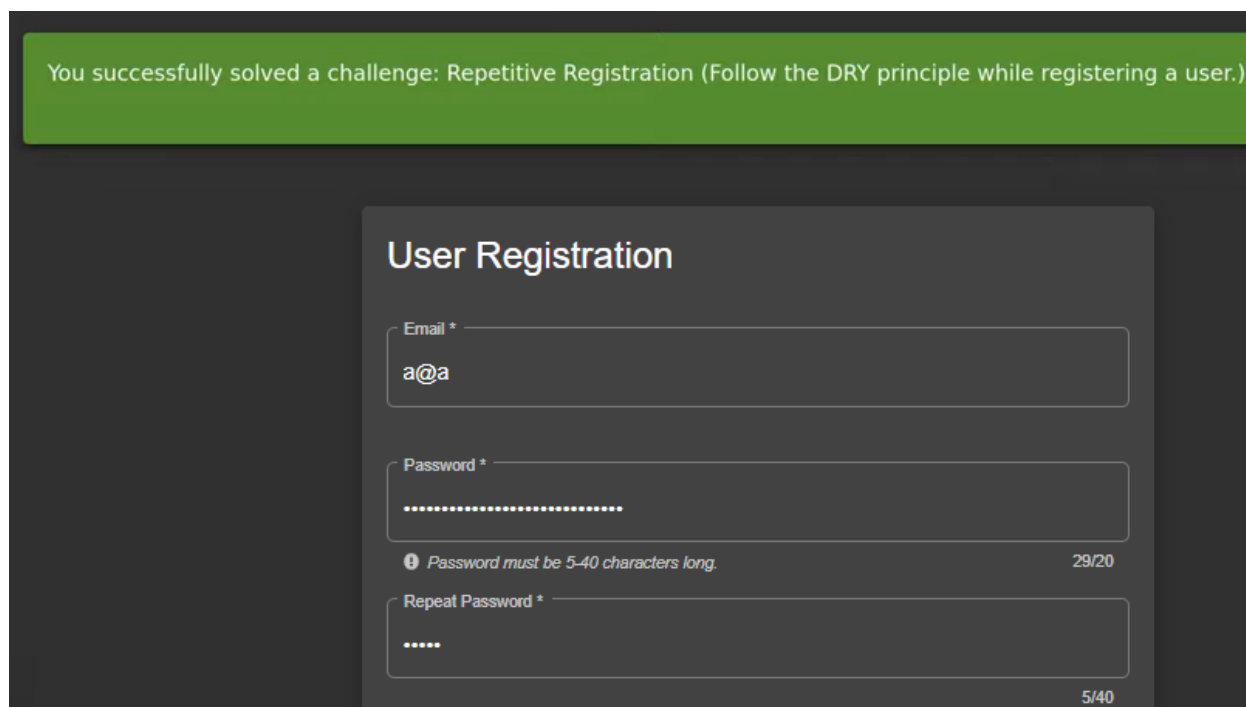 You successfully solved a challenge: Repetitive Registration (Follow the DRY principle while registering a user.)
User Registration
Email *
a@a
Password *
•••••••••••••••••••••••••••••
Password must be 5-40 characters long.
29/20
Repeat Password *
•••••
5/40